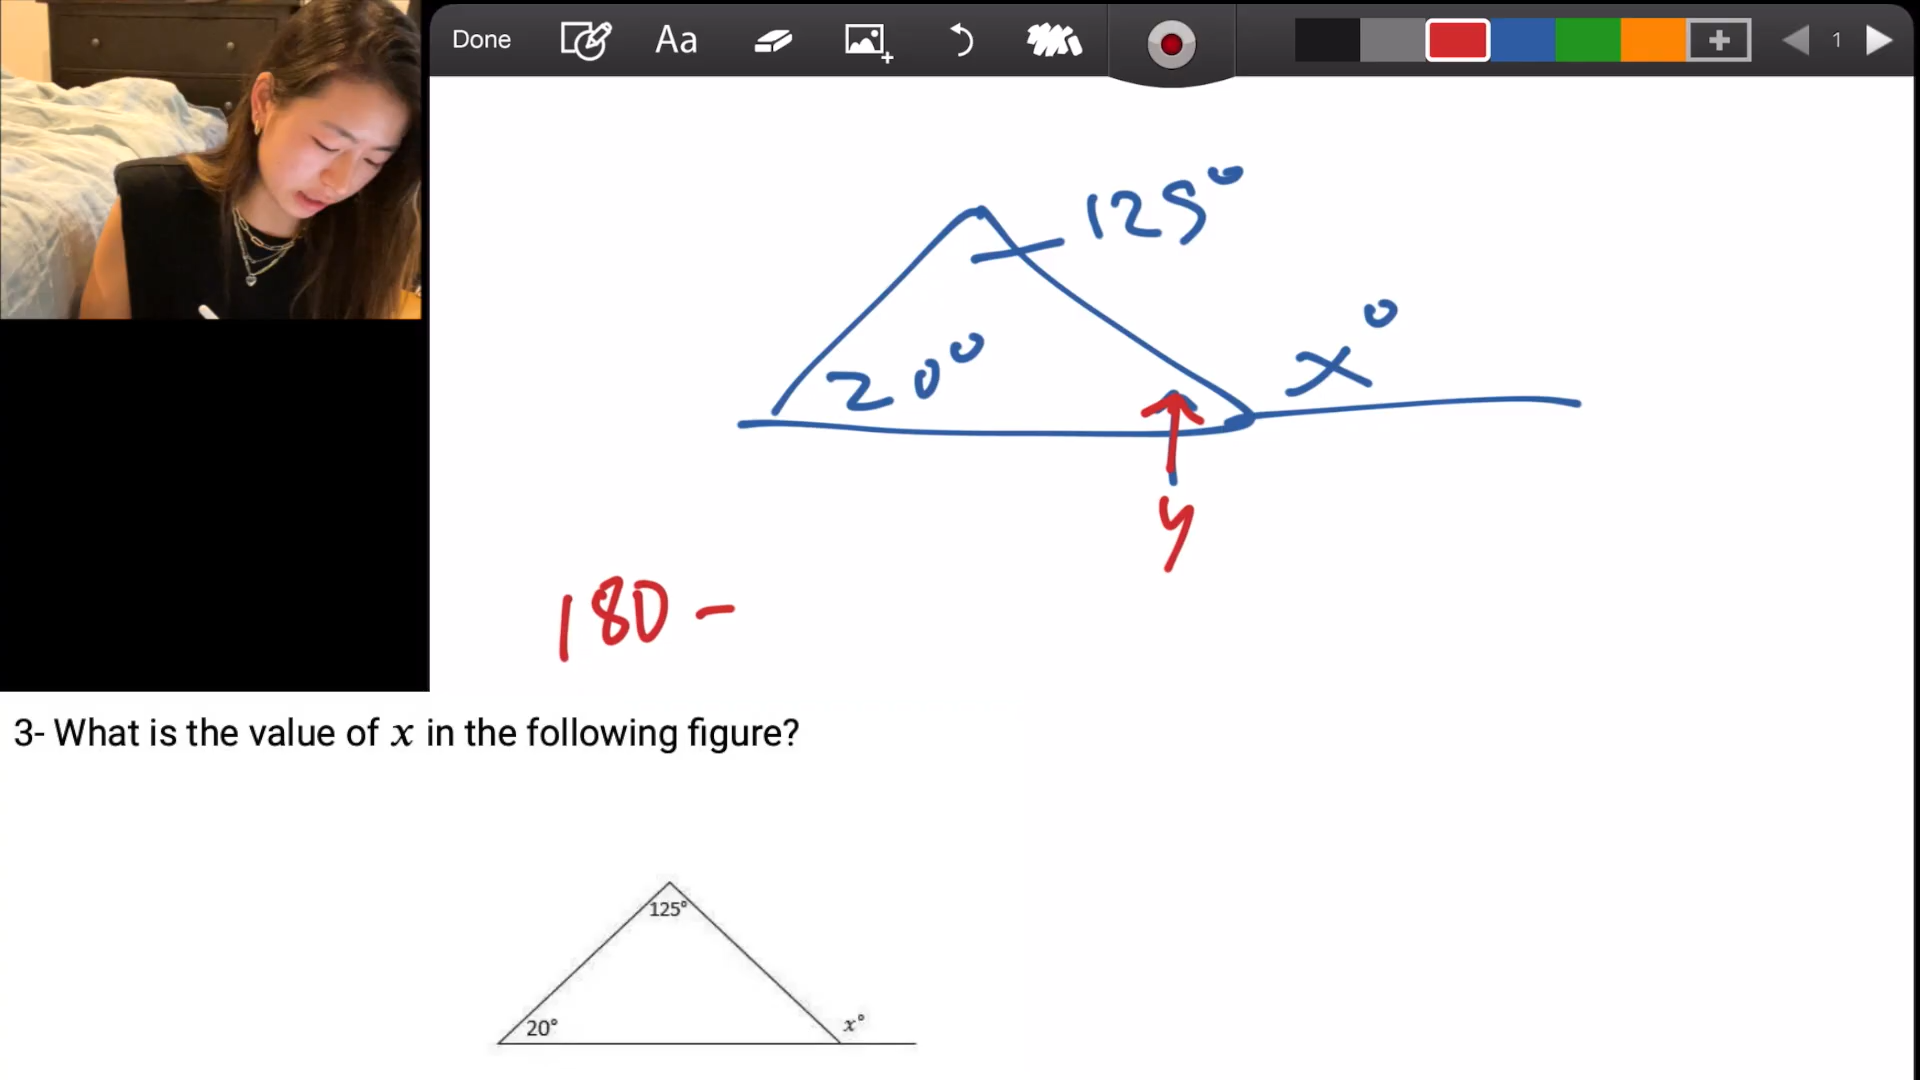 Done Aa 1
125°
20° x°
y
180 -
3- What is the value of x in the following figure?
125°
20° x°